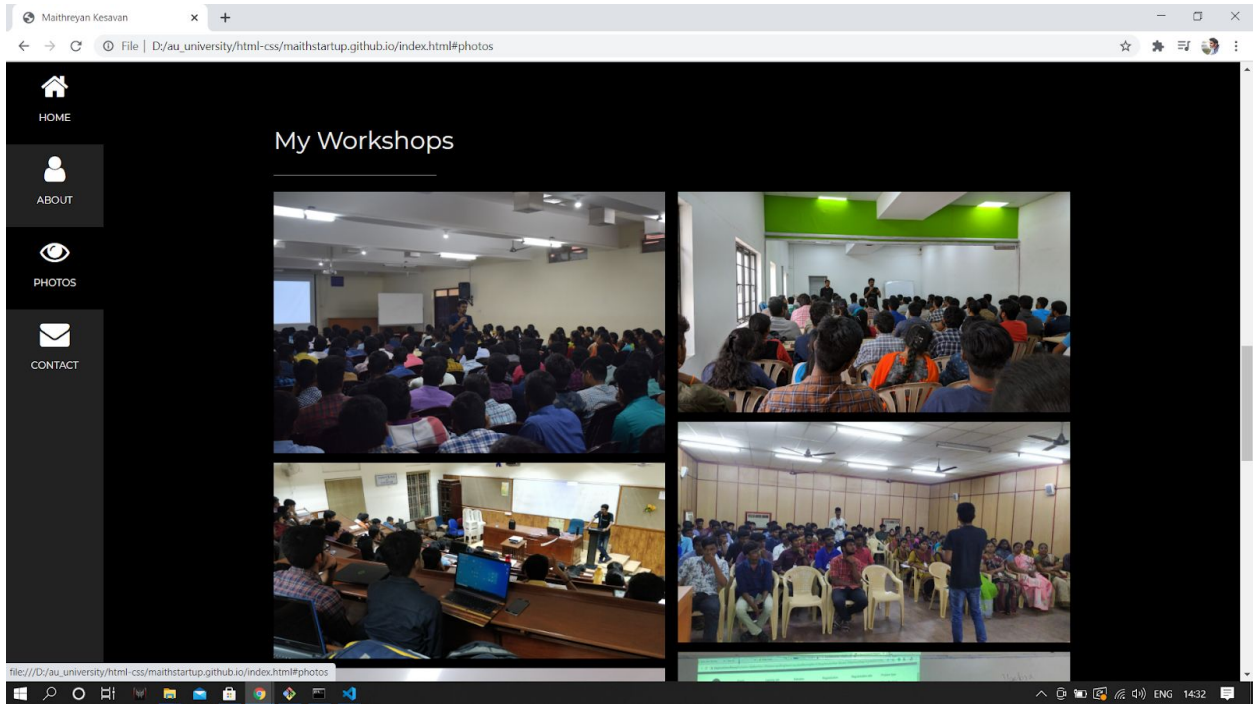 Maithreyan Kesavan
File | D:/au_university/html-css/maithstartup.github.io/index.html#photos
HOME
ABOUT
PHOTOS
CONTACT
My Workshops
file:///D:/au_university/html-css/maithstartup.github.io/index.html#photos
ENG 14:32